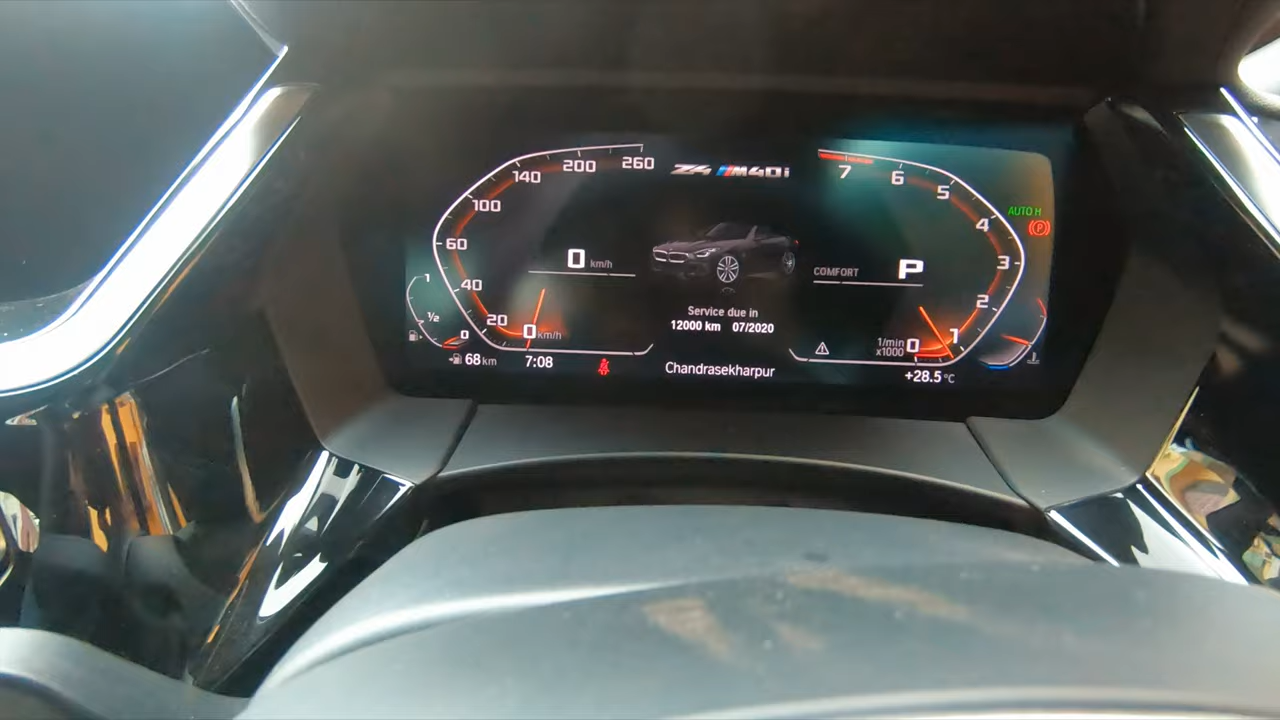 Z4 M40i
260
200
140
100
60
40
20
0
km/h
0 km/h
1
½
0
68 km
7:08
Service due in
12000 km 07/2020
Chandrasekharpur
COMFORT
P
7
6
5
4
3
2
1
0
1/min
x1000
AUTO H
(P)
+28.5 °C